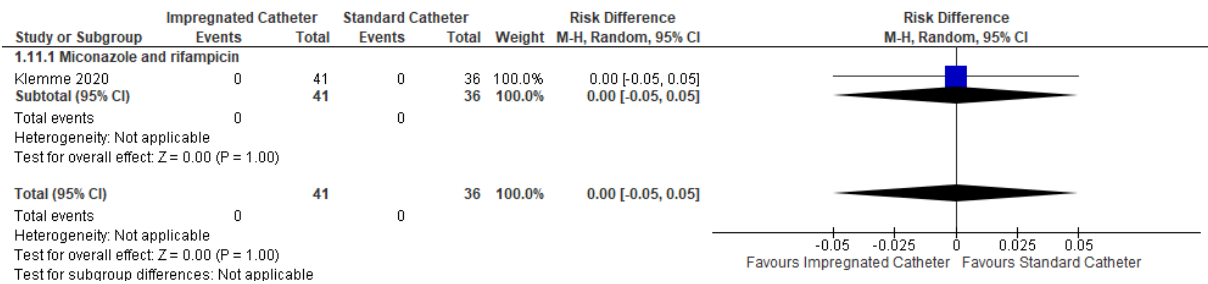 Impregnated Catheter Standard Catheter Risk Difference Risk Difference
Study or Subgroup Events Total Events Total Weight M-H, Random, 95% CI M-H, Random, 95% CI
1.11.1 Miconazole and rifampicin
Klemme 2020 0 41 0 36 100.0% 0.00 [-0.05, 0.05]
Subtotal (95% CI) 41 36 100.0% 0.00 [-0.05, 0.05]
Total events 0 0
Heterogeneity: Not applicable
Test for overall effect: Z = 0.00 (P = 1.00)
Total (95% CI) 41 36 100.0% 0.00 [-0.05, 0.05]
Total events 0 0
Heterogeneity: Not applicable
Test for overall effect: Z = 0.00 (P = 1.00)
Test for subgroup differences: Not applicable
-0.05 -0.025 0 0.025 0.05
Favours Impregnated Catheter Favours Standard Catheter